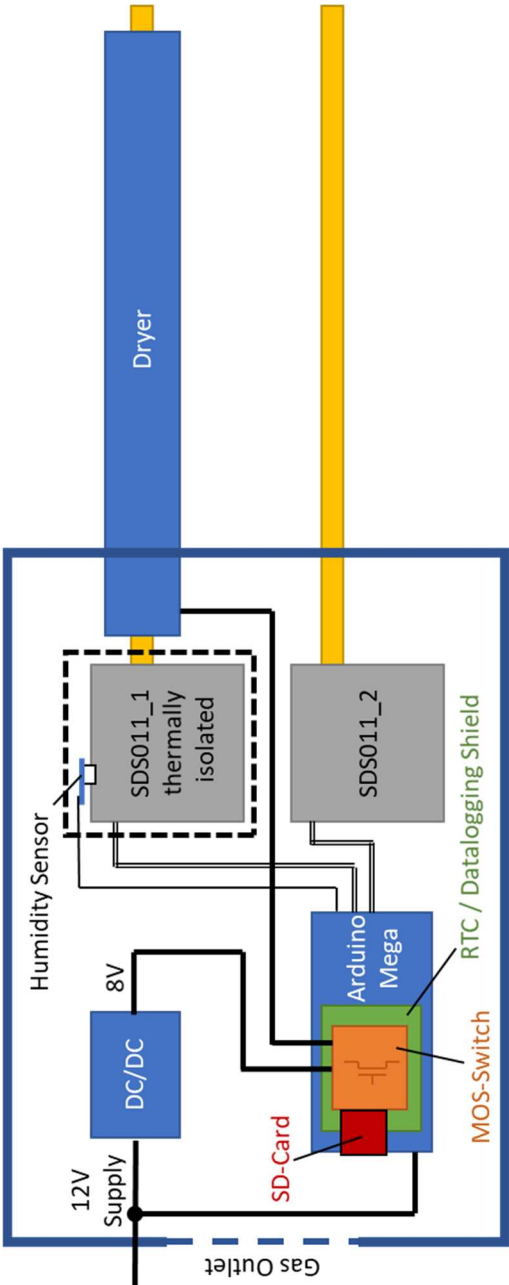 Gas Outlet
12V
Supply
DC/DC
8V
Humidity Sensor
SDS011_1
thermally
isolated
Dryer
SD-Card
Arduino
Mega
SDS011_2
MOS-Switch
RTC / Datalogging Shield